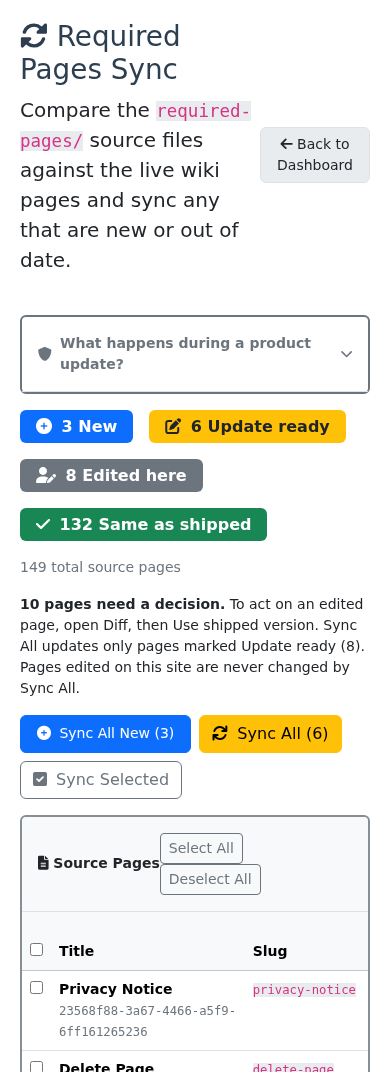 Required
Pages Sync
Compare the required-
pages/ source files
against the live wiki
pages and sync any
that are new or out of
date.
Back to
Dashboard
What happens during a product
update?
3 New
6 Update ready
8 Edited here
132 Same as shipped
149 total source pages
10 pages need a decision. To act on an edited
page, open Diff, then Use shipped version. Sync
All updates only pages marked Update ready (8).
Pages edited on this site are never changed by
Sync All.
Sync All New (3)
Sync All (6)
Sync Selected
Source Pages
Select All
Deselect All
Title Slug
Privacy Notice privacy-notice
23568f88-3a67-4466-a5f9-
6ff161265236
Delete Page delete-page